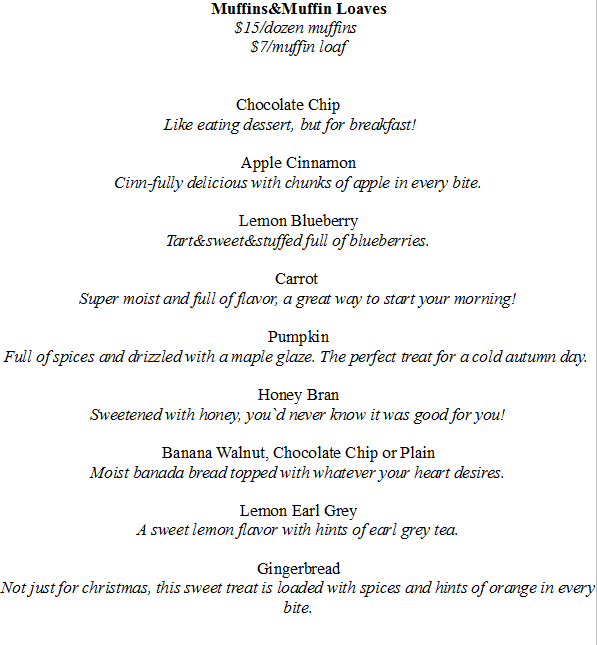 Muffins&Muffin Loaves
$15/dozen muffins
$7/muffin loaf
Chocolate Chip
Like eating dessert, but for breakfast!
Apple Cinnamon
Cinn-fully delicious with chunks of apple in every bite.
Lemon Blueberry
Tart&sweet&stuffed full of blueberries.
Carrot
Super moist and full of flavor, a great way to start your morning!
Pumpkin
Full of spices and drizzled with a maple glaze. The perfect treat for a cold autumn day.
Honey Bran
Sweetened with honey, you`d never know it was good for you!
Banana Walnut, Chocolate Chip or Plain
Moist banada bread topped with whatever your heart desires.
Lemon Earl Grey
A sweet lemon flavor with hints of earl grey tea.
Gingerbread
Not just for christmas, this sweet treat is loaded with spices and hints of orange in every
bite.